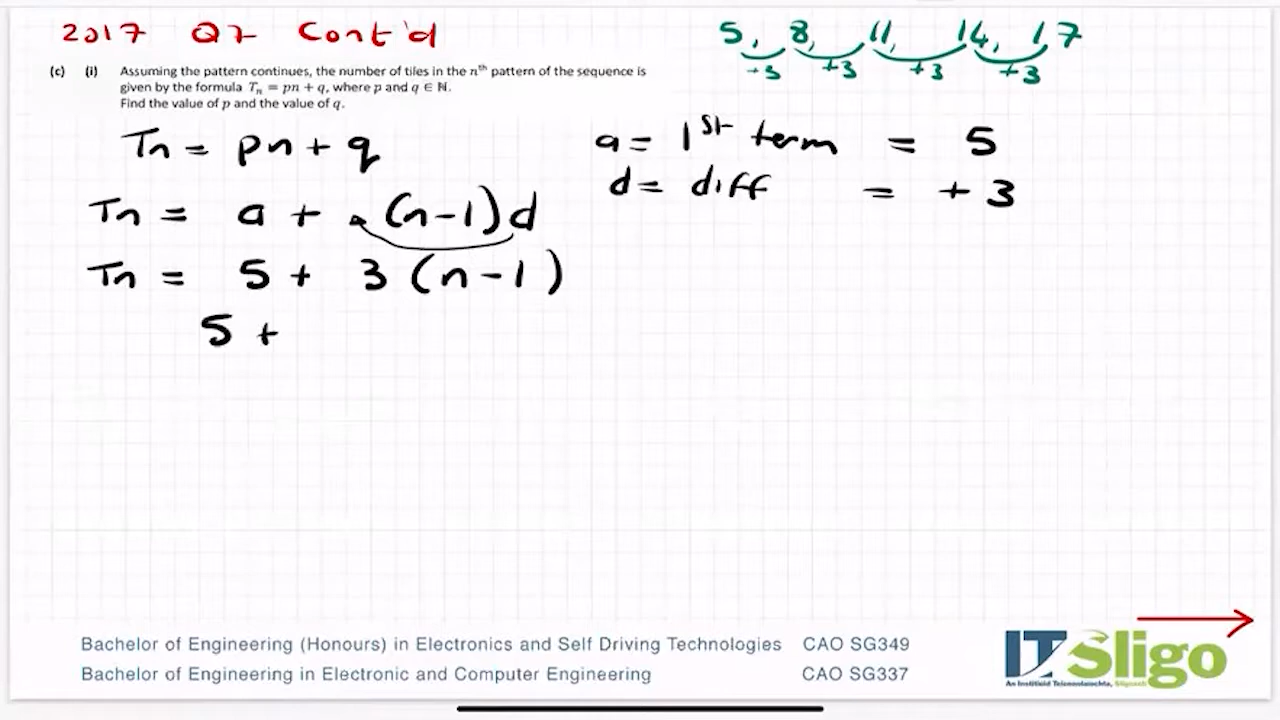 2017 Q7 Cont'd
5, 8, 11, 14, 17
+3 +3 +3 +3
(c) (i) Assuming the pattern continues, the number of tiles in the nth pattern of the sequence is
given by the formula Tn = pn + q, where p and q ∈ ℕ.
Find the value of p and the value of q.
Tn = pn + q
a = 1st term = 5
d = diff = +3
Tn = a + (n-1)d
Tn = 5 + 3 (n-1)
5 +
Bachelor of Engineering (Honours) in Electronics and Self Driving Technologies CAO SG349
Bachelor of Engineering in Electronic and Computer Engineering CAO SG337
IT Sligo
An Institiúid Teicneolaíochta, Sligeach